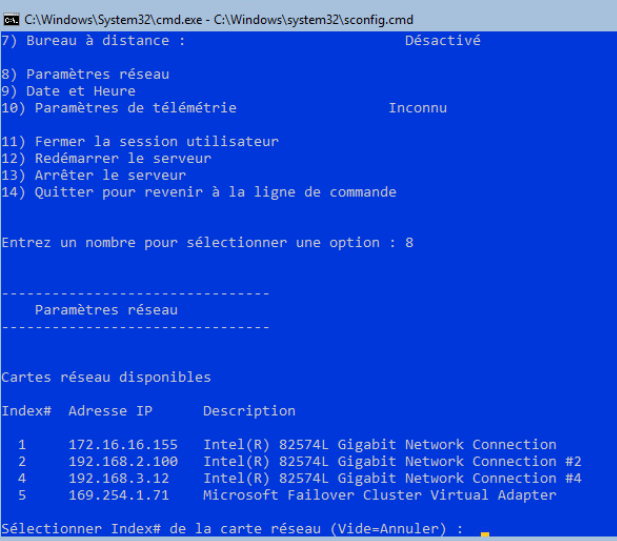 C:\Windows\System32\cmd.exe - C:\Windows\system32\sconfig.cmd
7) Bureau à distance : Désactivé
8) Paramètres réseau
9) Date et Heure
10) Paramètres de télémétrie Inconnu
11) Fermer la session utilisateur
12) Redémarrer le serveur
13) Arrêter le serveur
14) Quitter pour revenir à la ligne de commande
Entrez un nombre pour sélectionner une option : 8
--------------------------------
Paramètres réseau
--------------------------------
Cartes réseau disponibles
Index# Adresse IP Description
1 172.16.16.155 Intel(R) 82574L Gigabit Network Connection
2 192.168.2.100 Intel(R) 82574L Gigabit Network Connection #2
4 192.168.3.12 Intel(R) 82574L Gigabit Network Connection #4
5 169.254.1.71 Microsoft Failover Cluster Virtual Adapter
Sélectionner Index# de la carte réseau (Vide=Annuler) :